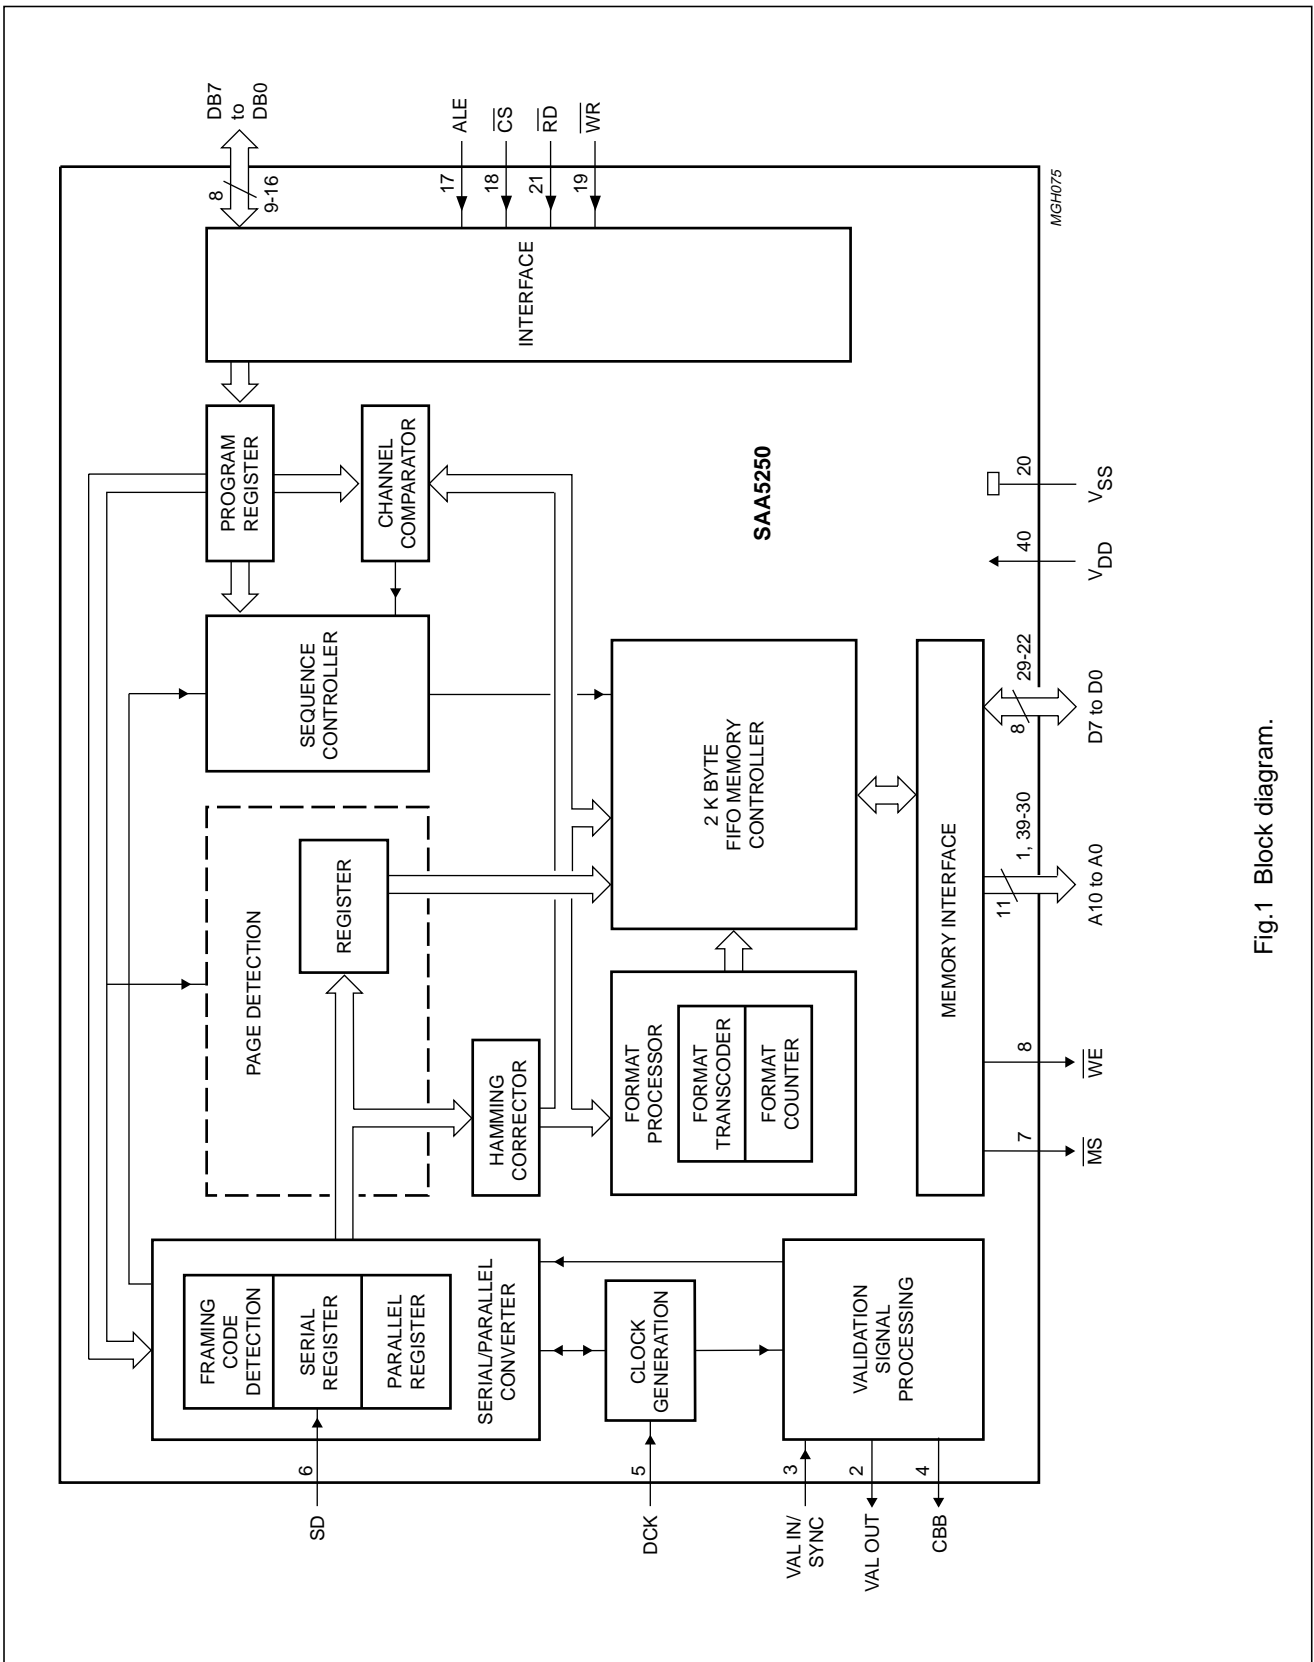 DB7
to
DB0
8
9-16
ALE
CS
RD
WR
17
18
21
19
INTERFACE
PROGRAM
REGISTER
CHANNEL
COMPARATOR
SEQUENCE
CONTROLLER
PAGE DETECTION
REGISTER
HAMMING
CORRECTOR
FRAMING
CODE
DETECTION
SERIAL
REGISTER
PARALLEL
REGISTER
SERIAL/PARALLEL
CONVERTER
CLOCK
GENERATION
VALIDATION
SIGNAL
PROCESSING
FORMAT
PROCESSOR
FORMAT
TRANSCODER
FORMAT
COUNTER
2 K BYTE
FIFO MEMORY
CONTROLLER
MEMORY INTERFACE
SAA5250
6
SD
5
DCK
3
VAL IN/
SYNC
2
VAL OUT
4
CBB
7
MS
8
WE
11
1, 39-30
A10 to A0
8
29-22
D7 to D0
40
VDD
20
VSS
MGH075
Fig.1 Block diagram.